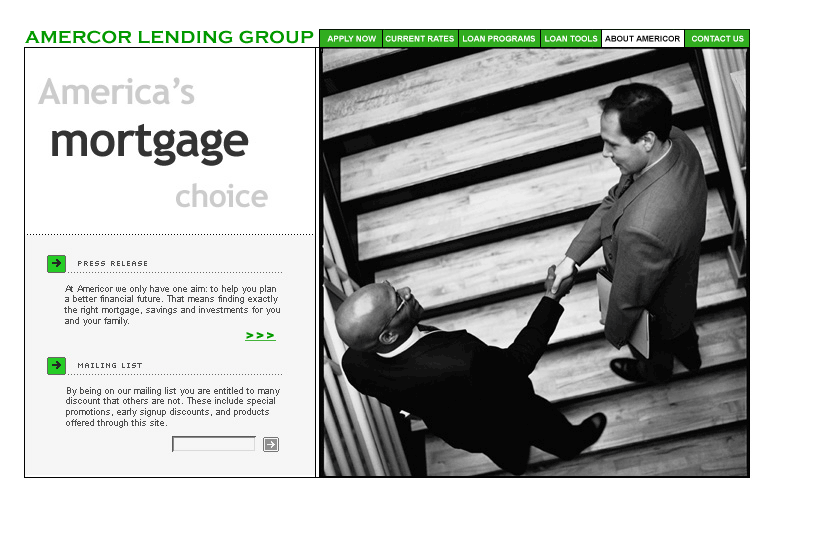 AMERCOR LENDING GROUP
APPLY NOW
CURRENT RATES
LOAN PROGRAMS
LOAN TOOLS
ABOUT AMERICOR
CONTACT US
America's
mortgage
choice
PRESS RELEASE
At Americor we only have one aim: to help you plan
a better financial future. That means finding exactly
the right mortgage, savings and investments for you
and your family.
>>>
MAILING LIST
By being on our mailing list you are entitled to many
discount that others are not. These include special
promotions, early signup discounts, and products
offered through this site.